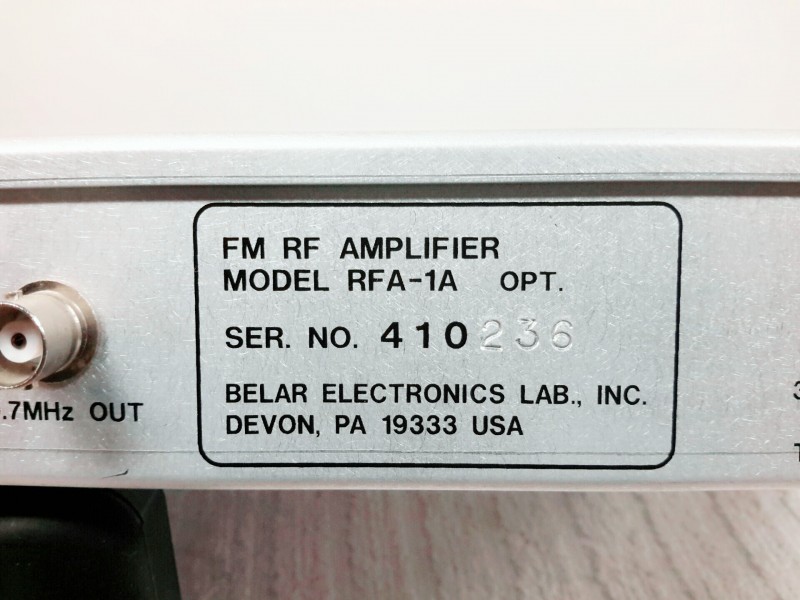 FM RF AMPLIFIER
MODEL RFA-1A OPT.
SER. NO. 410236
BELAR ELECTRONICS LAB., INC.
DEVON, PA 19333 USA
.7MHz OUT
3
T